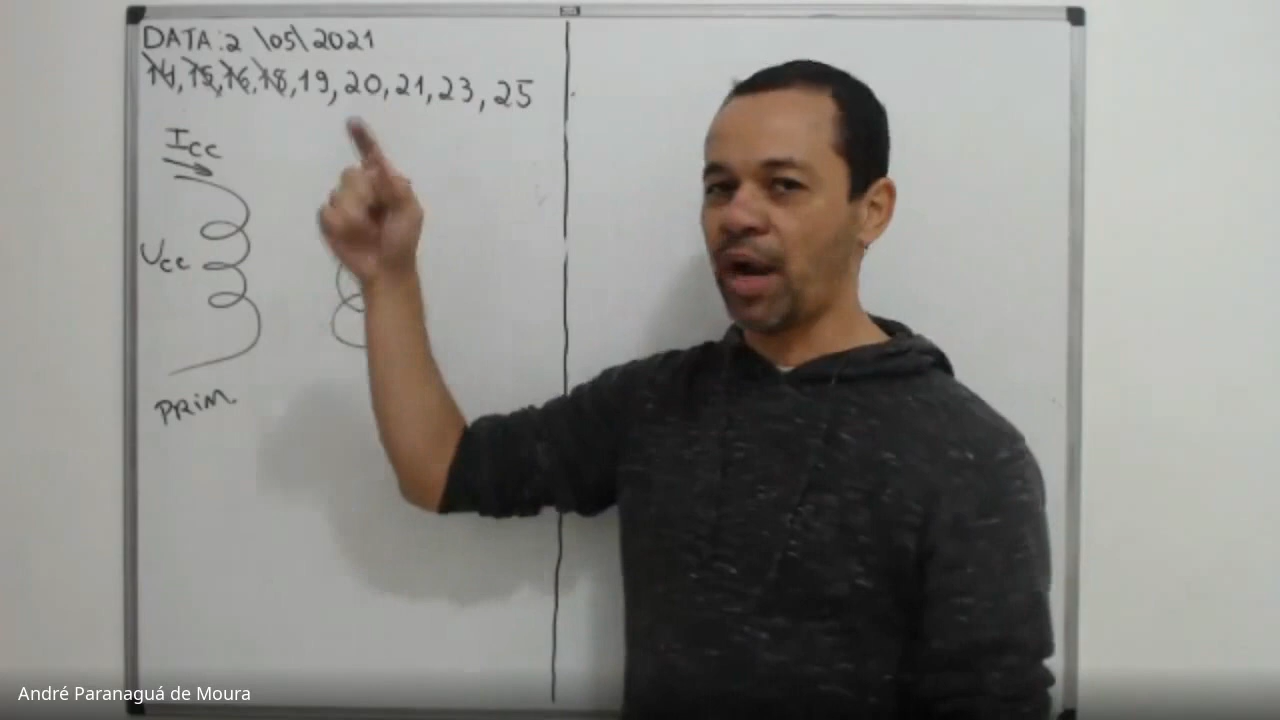 DATA: 2 \05\2021
14, 15, 16, 18, 19, 20, 21, 23, 25
Icc
Ucc
PRIM.
André Paranaguá de Moura